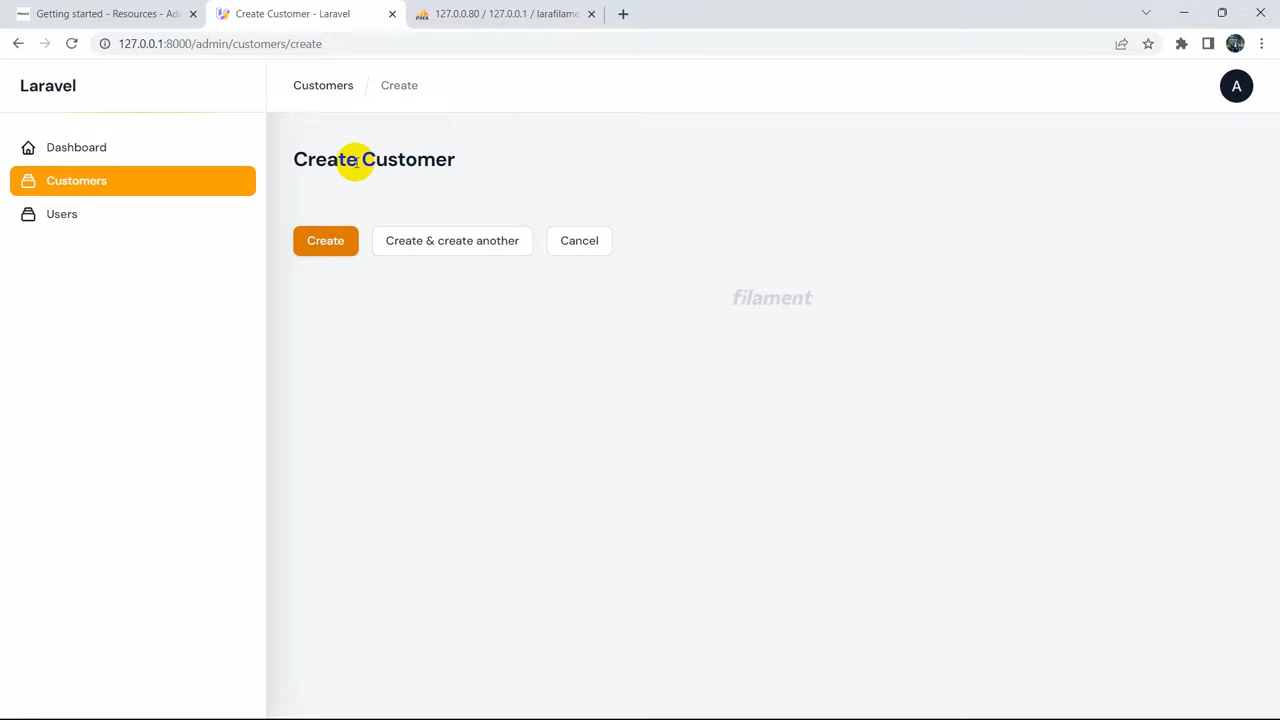 Getting started - Resources - Ad
Create Customer - Laravel
PMA
127.0.0.80 / 127.0.0.1 / larafilame
127.0.0.1:8000/admin/customers/create
Laravel
Customers / Create
A
Dashboard
Customers
Users
Create Customer
Create
Create & create another
Cancel
filament